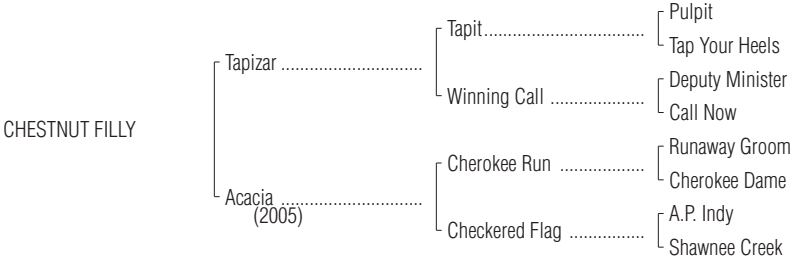 Pulpit
Tapit................................
Tap Your Heels
Tapizar ............................
Deputy Minister
Winning Call ...................
Call Now
CHESTNUT FILLY
Runaway Groom
Cherokee Run .................
Cherokee Dame
Acacia ............................
(2005)
A.P. Indy
Checkered Flag ...............
Shawnee Creek